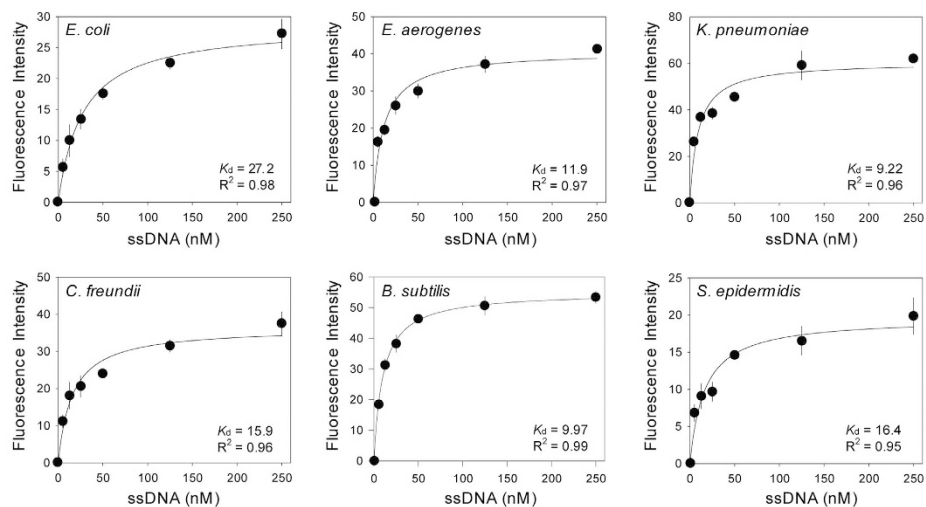 E. coli
Fluorescence Intensity
30
25
20
15
10
5
0
Kd = 27.2
R2 = 0.98
0 50 100 150 200 250
ssDNA (nM)
E. aerogenes
Fluorescence Intensity
50
40
30
20
10
0
Kd = 11.9
R2 = 0.97
0 50 100 150 200 250
ssDNA (nM)
K. pneumoniae
Fluorescence Intensity
80
60
40
20
0
Kd = 9.22
R2 = 0.96
0 50 100 150 200 250
ssDNA (nM)
C. freundii
Fluorescence Intensity
50
40
30
20
10
0
Kd = 15.9
R2 = 0.96
0 50 100 150 200 250
ssDNA (nM)
B. subtilis
Fluorescence Intensity
60
50
40
30
20
10
0
Kd = 9.97
R2 = 0.99
0 50 100 150 200 250
ssDNA (nM)
S. epidermidis
Fluorescence Intensity
25
20
15
10
5
0
Kd = 16.4
R2 = 0.95
0 50 100 150 200 250
ssDNA (nM)